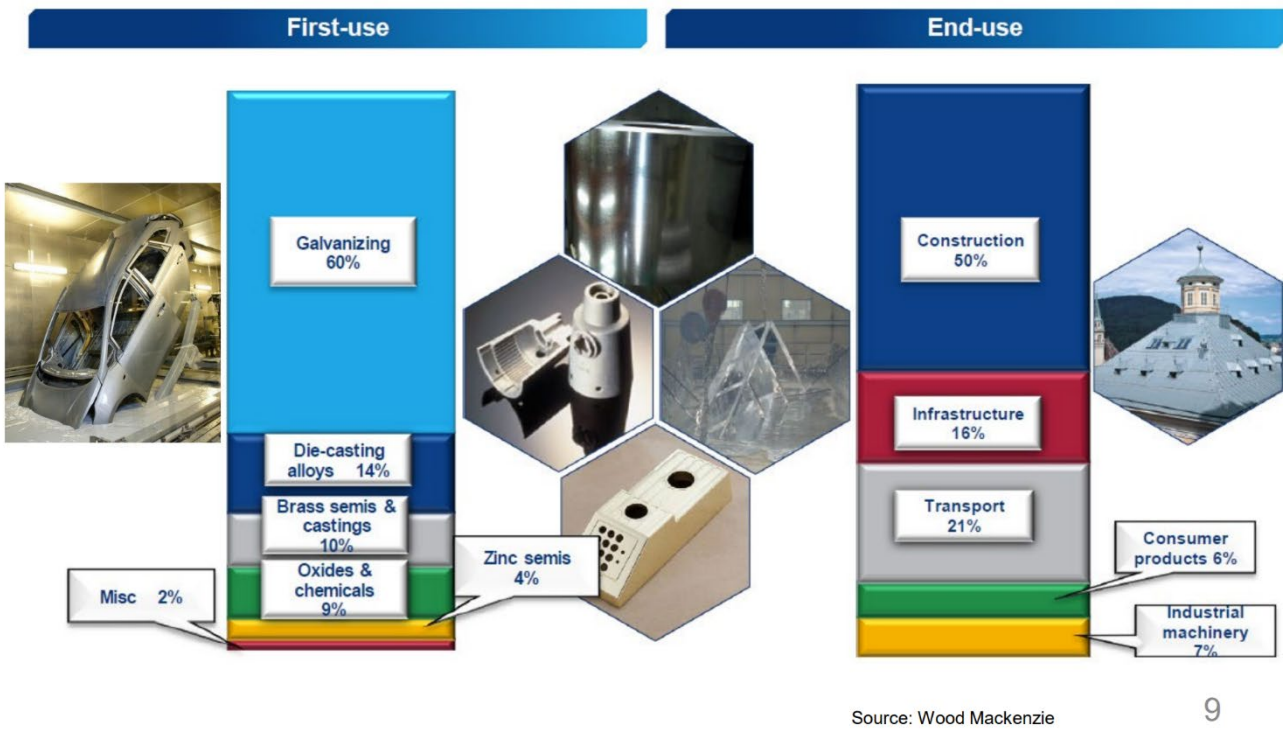 First-use
End-use
Galvanizing
60%
Die-casting
alloys 14%
Brass semis &
castings
10%
Oxides &
chemicals
9%
Zinc semis
4%
Misc 2%
Construction
50%
Infrastructure
16%
Transport
21%
Consumer
products 6%
Industrial
machinery
7%
Source: Wood Mackenzie
9